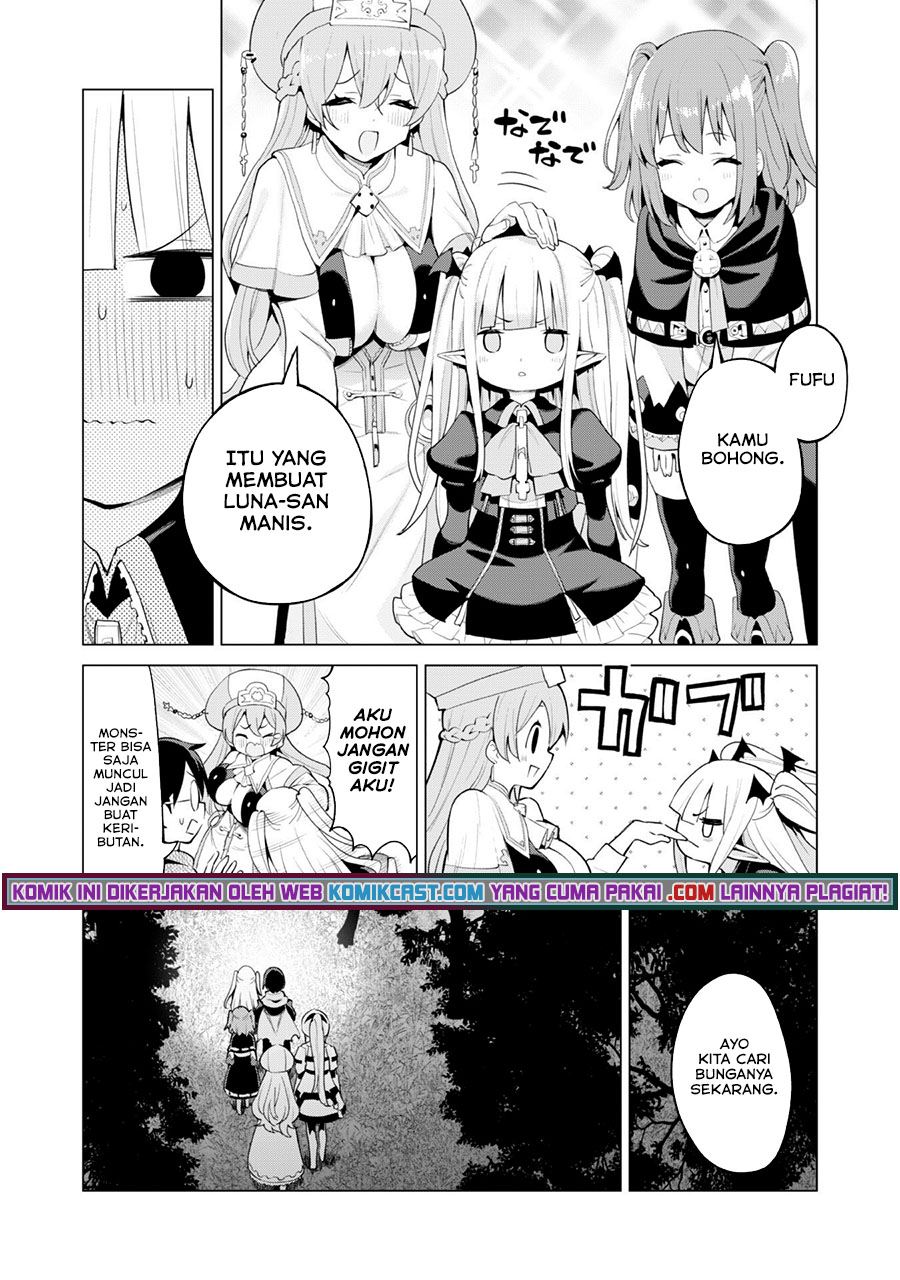 なで
なで
FUFU
KAMU
BOHONG.
ITU YANG
MEMBUAT
LUNA-SAN
MANIS.
ガブ
AKU
MOHON
JANGAN
GIGIT
AKU!
MONS-
TER BISA
SAJA
MUNCUL
JADI
JANGAN
BUAT
KERI-
BUTAN.
KOMIK INI DIKERJAKAN OLEH WEB KOMIKCAST.COM YANG CUMA PAKAI .COM LAINNYA PLAGIAT!
AYO
KITA CARI
BUNGANYA
SEKARANG.